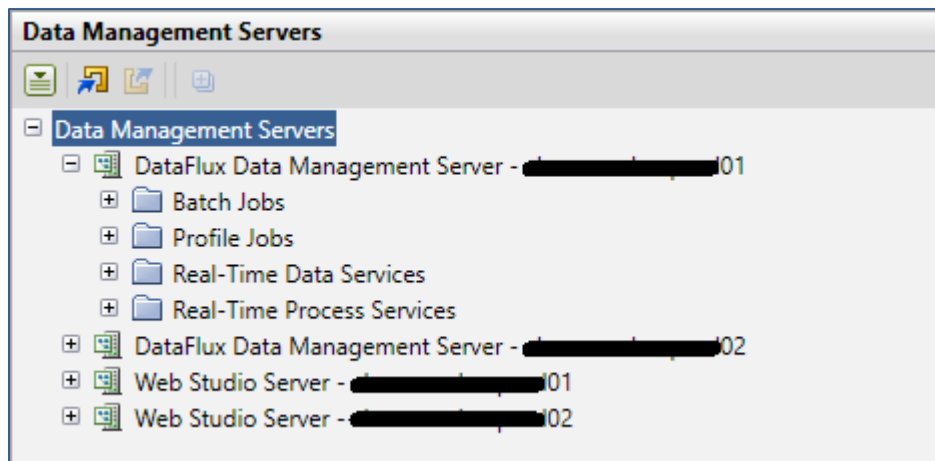 Data Management Servers
Data Management Servers
DataFlux Data Management Server - 01
Batch Jobs
Profile Jobs
Real-Time Data Services
Real-Time Process Services
DataFlux Data Management Server - 02
Web Studio Server - 01
Web Studio Server - 02